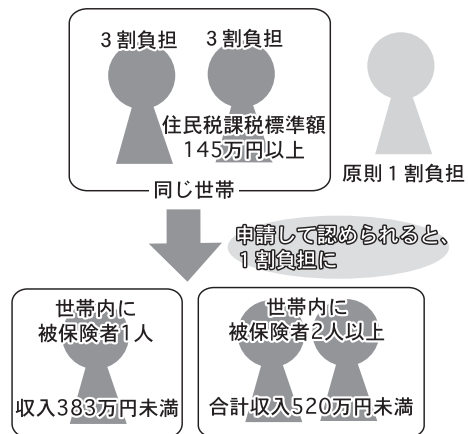 3割負担
3割負担
住民税課税標準額
145万円以上
同じ世帯
原則1割負担
申請して認められると、
1割負担に
世帯内に
被保険者1人
収入383万円未満
世帯内に
被保険者2人以上
合計収入520万円未満